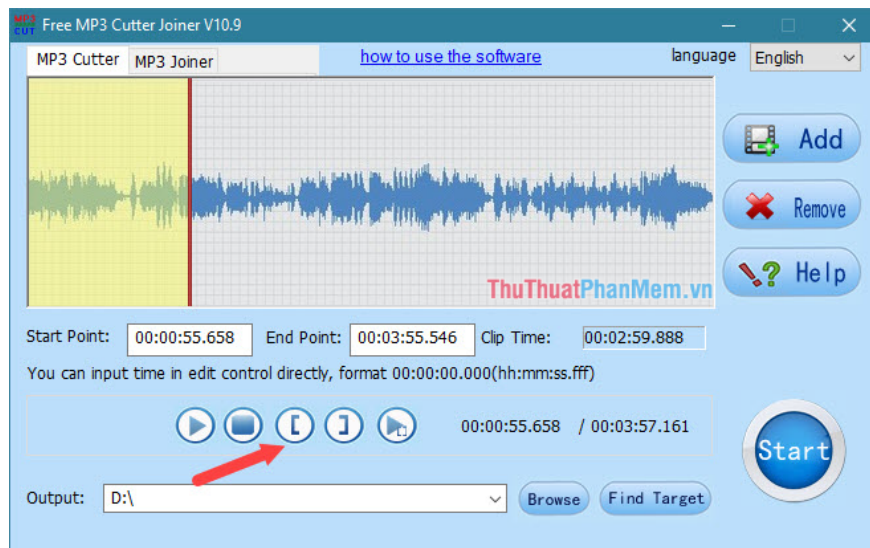 MP3 CUT Free MP3 Cutter Joiner V10.9
MP3 Cutter MP3 Joiner how to use the software language English
Add
Remove
Help
ThuThuatPhanMem.vn
Start Point: 00:00:55.658 End Point: 00:03:55.546 Clip Time: 00:02:59.888
You can input time in edit control directly, format 00:00:00.000(hh:mm:ss.fff)
00:00:55.658 / 00:03:57.161
Start
Output: D:\ Browse Find Target